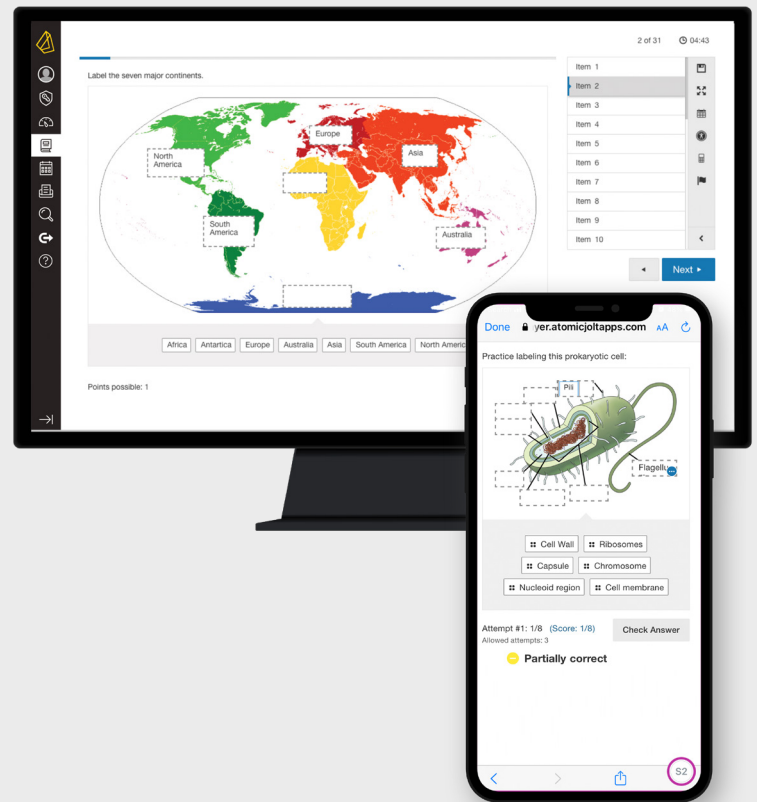 2 of 31 04:43
Label the seven major continents.
Item 1
Item 2
Item 3
Item 4
Item 5
Item 6
Item 7
Item 8
Item 9
Item 10
Europe
North
America
Asia
South
America
Australia
Next
Africa Antartica Europe Australia Asia South America North Americ
Points possible: 1
Done yer.atomicjoltapps.com AA
Practice labeling this prokaryotic cell:
Pili
Flagellu
Cell Wall Ribosomes
Capsule Chromosome
Nucleoid region Cell membrane
Attempt #1: 1/8 (Score: 1/8) Check Answer
Allowed attempts: 3
Partially correct
S2